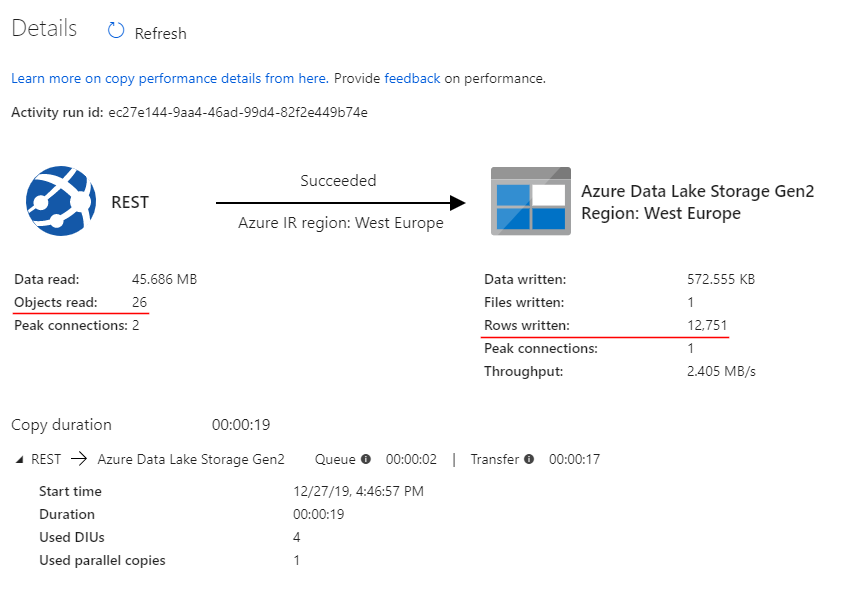 Details Refresh
Learn more on copy performance details from here. Provide feedback on performance.
Activity run id: ec27e144-9aa4-46ad-99d4-82f2e449b74e
Succeeded
REST
Azure IR region: West Europe
Azure Data Lake Storage Gen2
Region: West Europe
Data read: 45.686 MB
Objects read: 26
Peak connections: 2
Data written: 572.555 KB
Files written: 1
Rows written: 12,751
Peak connections: 1
Throughput: 2.405 MB/s
Copy duration 00:00:19
REST Azure Data Lake Storage Gen2 Queue 00:00:02 | Transfer 00:00:17
Start time 12/27/19, 4:46:57 PM
Duration 00:00:19
Used DIUs 4
Used parallel copies 1